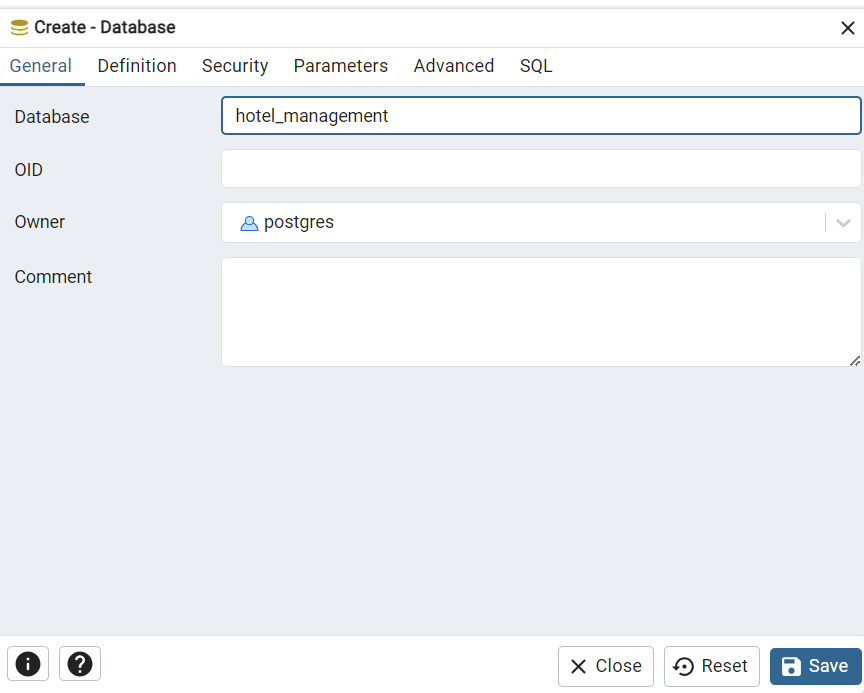 Create - Database
General Definition Security Parameters Advanced SQL
Database hotel_management
OID
Owner postgres
Comment
Close Reset Save